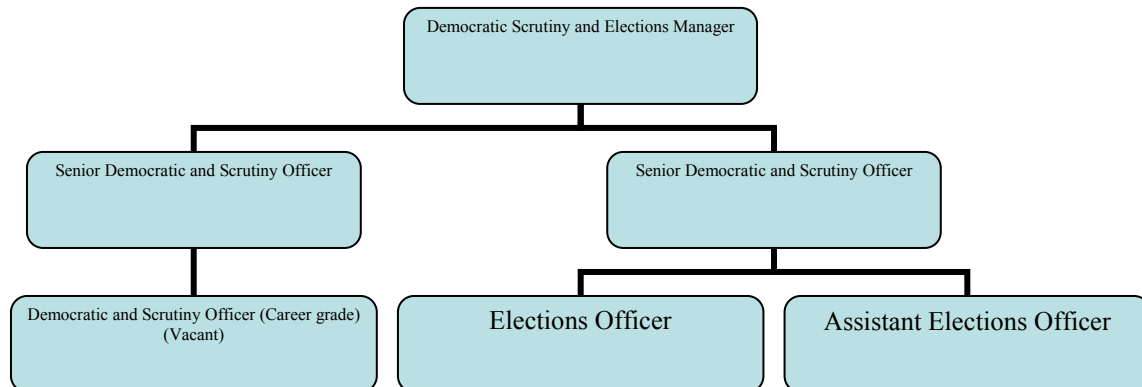 Democratic Scrutiny and Elections Manager
Senior Democratic and Scrutiny Officer
Senior Democratic and Scrutiny Officer
Democratic and Scrutiny Officer (Career grade)
(Vacant)
Elections Officer
Assistant Elections Officer